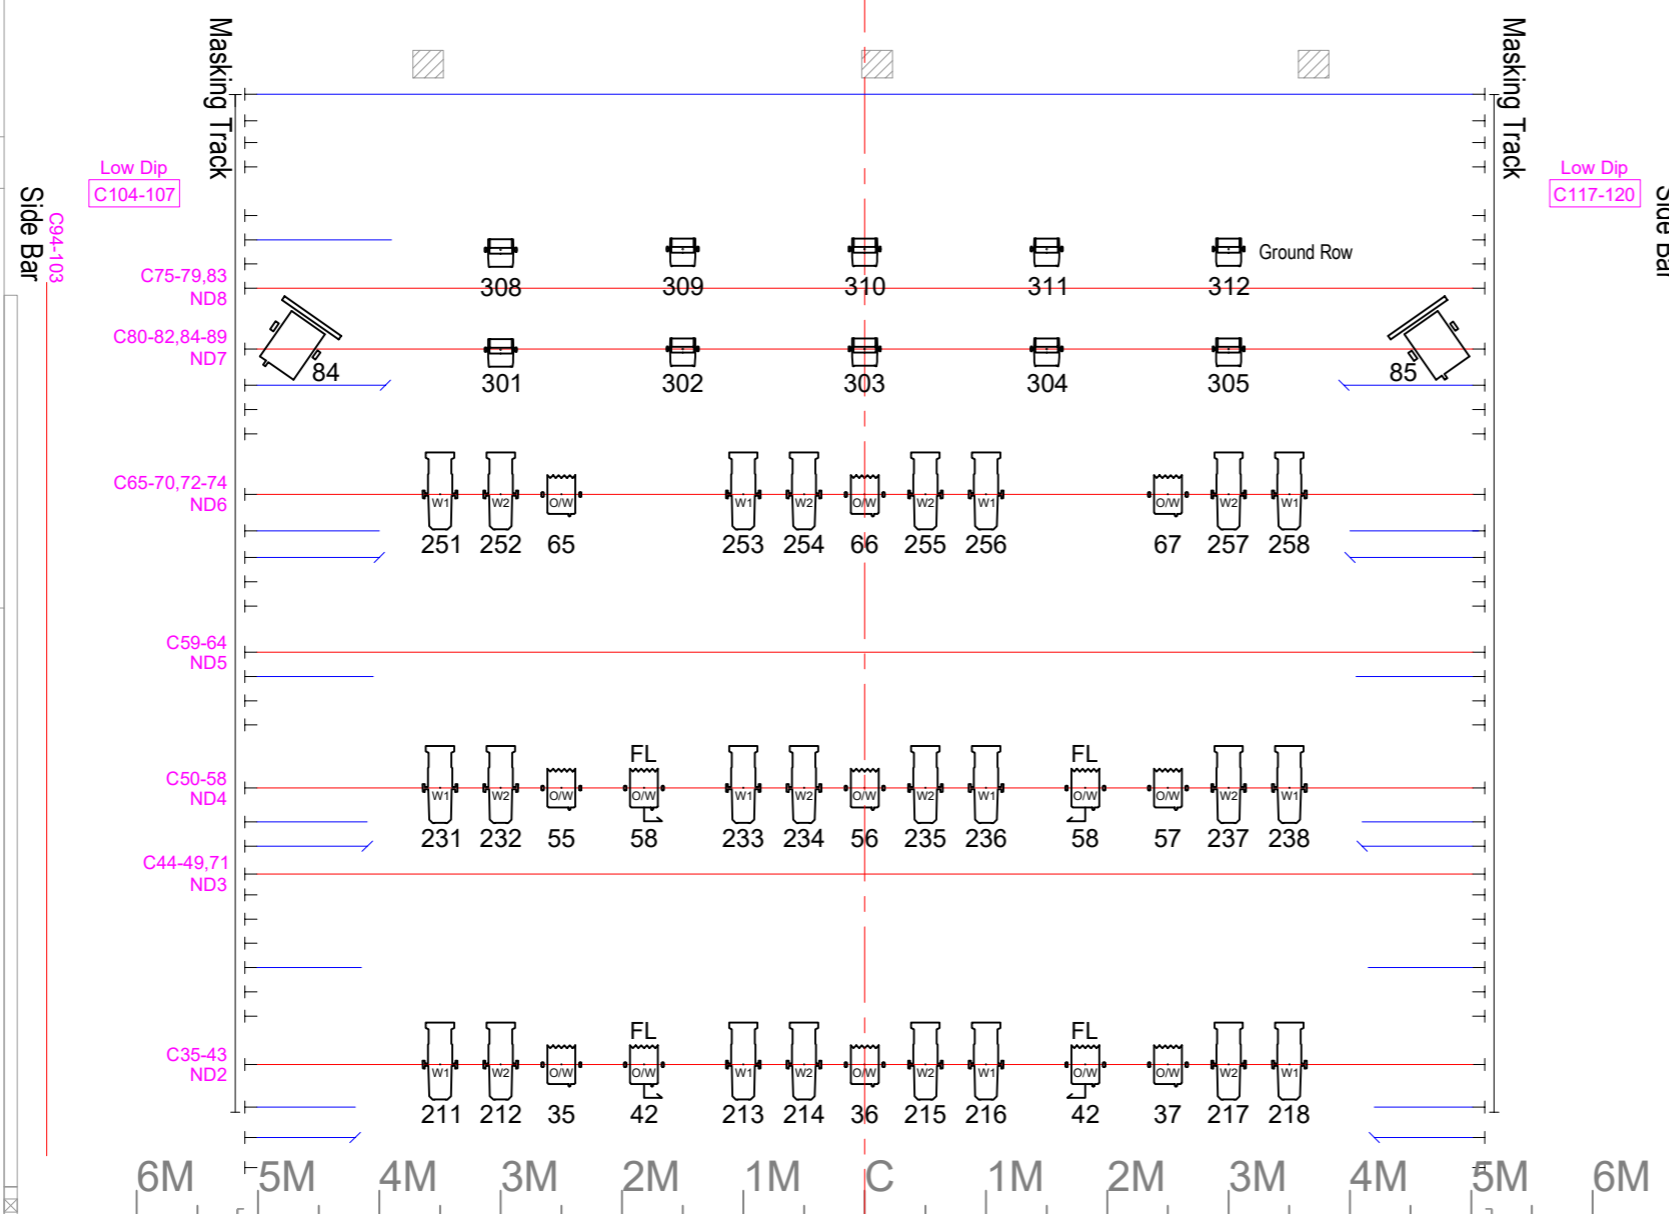 Masking Track
Masking Track
Low Dip
C104-107
Low Dip
C117-120
Side Bar
C94-103
Side Bar
Ground Row
C75-79,83
ND8
308 309 310 311 312
C80-82,84-89
ND7
84 301 302 303 304 305 85
C65-70,72-74
ND6
W1 W2 O/W W1 W2 O/W W2 W1 O/W W2 W1
251 252 65 253 254 66 255 256 67 257 258
C59-64
ND5
FL FL
C50-58
ND4
W1 W2 O/W O/W W1 W2 O/W W2 W1 O/W O/W W2 W1
231 232 55 58 233 234 56 235 236 58 57 237 238
C44-49,71
ND3
FL FL
C35-43
ND2
W1 W2 O/W O/W W1 W2 O/W W2 W1 O/W O/W W2 W1
211 212 35 42 213 214 36 215 216 42 37 217 218
6M 5M 4M 3M 2M 1M C 1M 2M 3M 4M 5M 6M